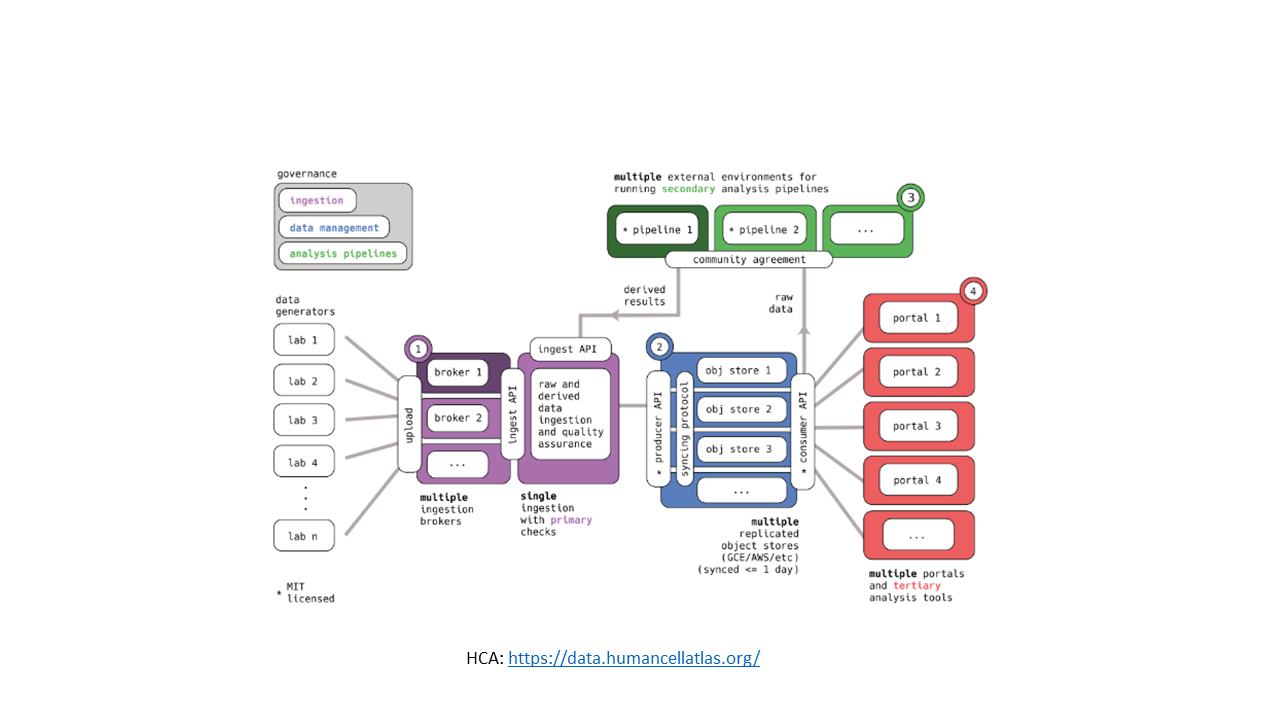 governance
ingestion
data management
analysis pipelines
multiple external environments for
running secondary analysis pipelines
3
* pipeline 1
* pipeline 2
...
community agreement
derived
results
raw
data
data
generators
lab 1
lab 2
lab 3
lab 4
lab n
upload
1
broker 1
broker 2
...
multiple
ingestion
brokers
ingest API
ingest API
raw and
derived
data
ingestion
and quality
assurance
single
ingestion
with primary
checks
2
* producer API
syncing protocol
obj store 1
obj store 2
obj store 3
...
* consumer API
multiple
replicated
object stores
(GCE/AWS/etc)
(synced <= 1 day)
4
portal 1
portal 2
portal 3
portal 4
...
multiple portals
and tertiary
analysis tools
* MIT
licensed
HCA: https://data.humancellatlas.org/